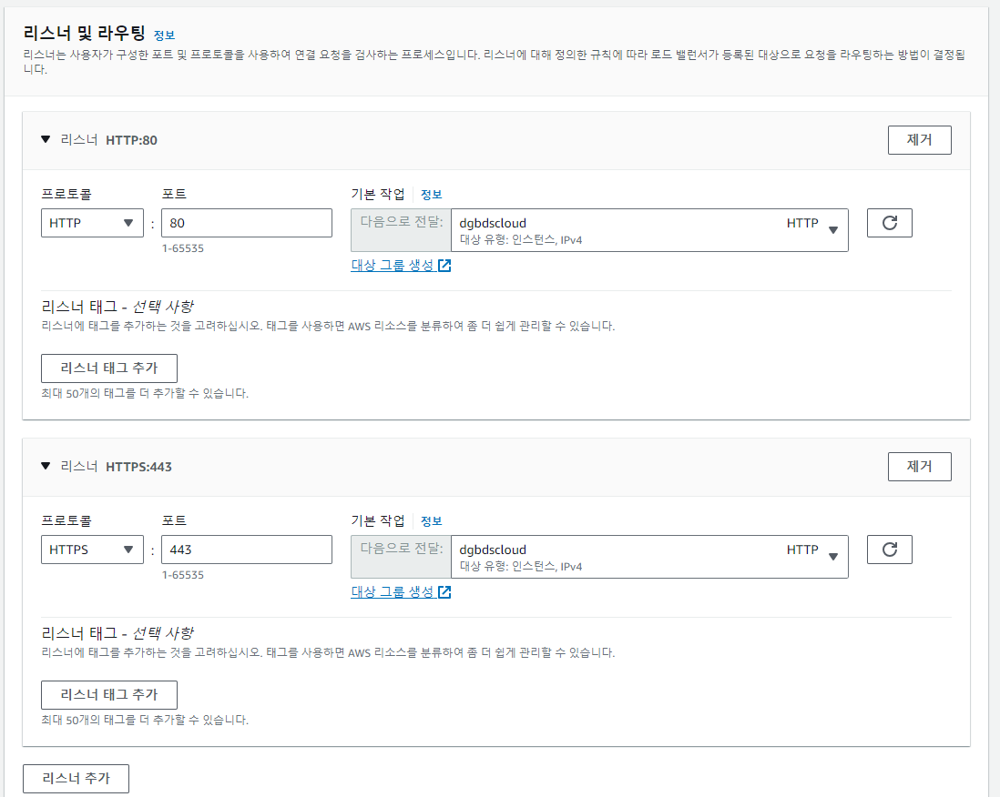 리스너 및 라우팅 정보
리스너는 사용자가 구성한 포트 및 프로토콜을 사용하여 연결 요청을 검사하는 프로세스입니다. 리스너에 대해 정의한 규칙에 따라 로드 밸런서가 등록된 대상으로 요청을 라우팅하는 방법이 결정됩
니다.
리스너 HTTP:80
제거
프로토콜 포트 기본 작업 정보
HTTP : 80 다음으로 전달: dgbdscloud HTTP
대상 유형: 인스턴스, IPv4
1-65535
대상 그룹 생성
리스너 태그 - 선택 사항
리스너에 태그를 추가하는 것을 고려하십시오. 태그를 사용하면 AWS 리소스를 분류하여 좀 더 쉽게 관리할 수 있습니다.
리스너 태그 추가
최대 50개의 태그를 더 추가할 수 있습니다.
리스너 HTTPS:443
제거
프로토콜 포트 기본 작업 정보
HTTPS : 443 다음으로 전달: dgbdscloud HTTP
대상 유형: 인스턴스, IPv4
1-65535
대상 그룹 생성
리스너 태그 - 선택 사항
리스너에 태그를 추가하는 것을 고려하십시오. 태그를 사용하면 AWS 리소스를 분류하여 좀 더 쉽게 관리할 수 있습니다.
리스너 태그 추가
최대 50개의 태그를 더 추가할 수 있습니다.
리스너 추가